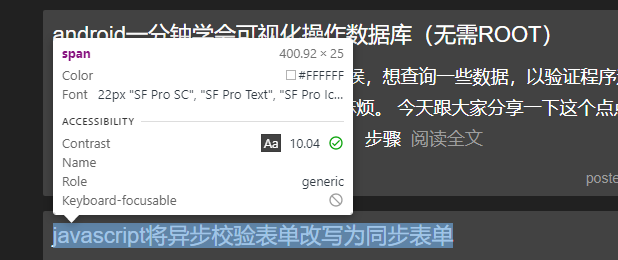 android一分钟学会可视化操作数据库（无需ROOT）
span 400.92 × 25
Color #FFFFFF
Font 22px "SF Pro SC", "SF Pro Text", "SF Pro Ic...
ACCESSIBILITY
Contrast Aa 10.04
Name
Role generic
Keyboard-focusable
侯，想查询一些数据，以验证程序
烦。 今天跟大家分享一下这个点
步骤 阅读全文
poste
javascript将异步校验表单改写为同步表单